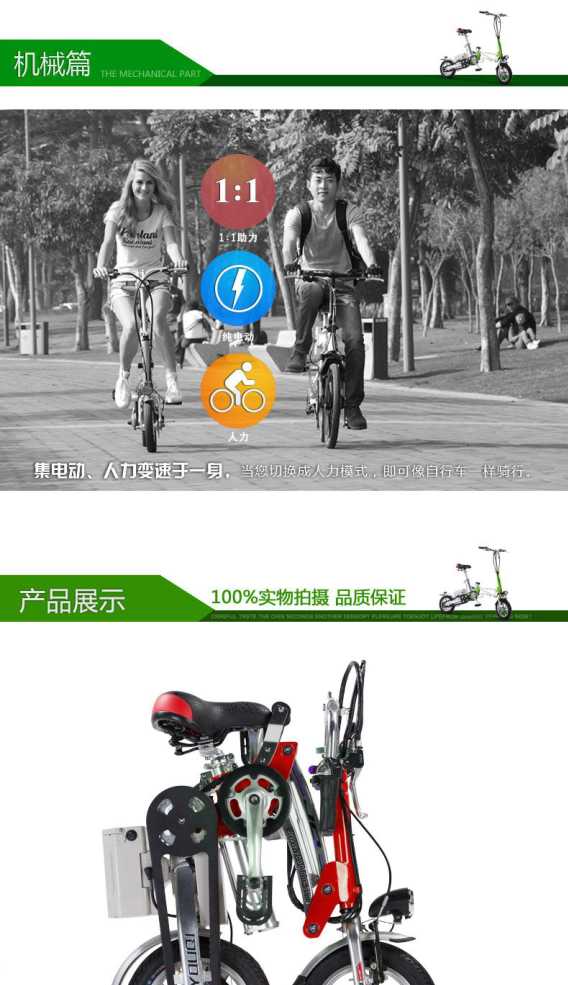 机械篇 THE MECHANICAL PART
1:1
1:1助力
纯电动
人力
集电动、人力变速于一身，当您切换成人力模式，即可像自行车一样骑行。
产品展示
100%实物拍摄 品质保证